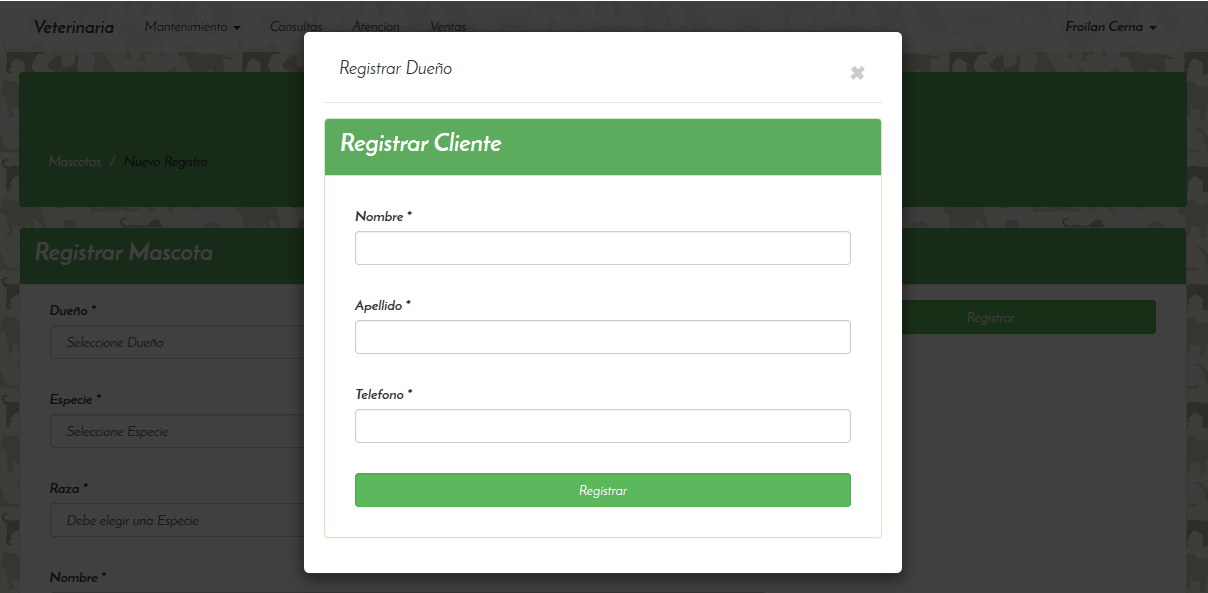 Veterinaria Mantenimiento Consultas Atencion Ventas Froilan Cerna
Registrar Dueño ×
Registrar Cliente
Nombre *
Apellido *
Telefono *
Registrar
Mascotas / Nuevo Registro
Registrar Mascota
Dueño *
Seleccione Dueño
Registrar
Especie *
Seleccione Especie
Raza *
Debe elegir una Especie
Nombre *